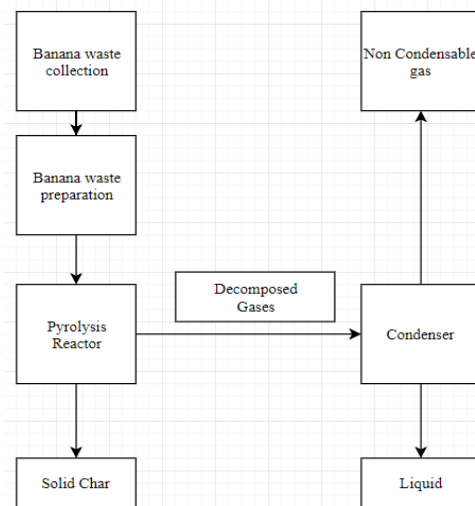 Banana waste
collection
Non Condensable
gas
Banana waste
preparation
Decomposed
Gases
Pyrolysis
Reactor
Condenser
Solid Char
Liquid